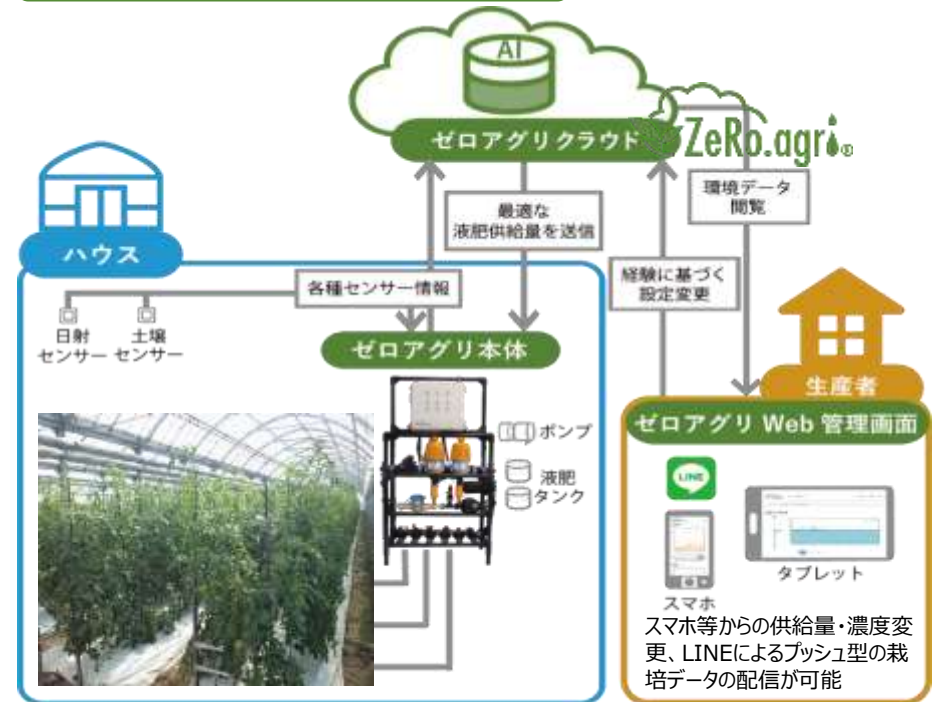 AI
ゼロアグリクラウド
ZeRo.agri®
環境データ
閲覧
最適な
液肥供給量を送信
ハウス
各種センサー情報
経験に基づく
設定変更
日射
センサー
土壌
センサー
ゼロアグリ本体
生産者
ゼロアグリ Web 管理画面
ポンプ
液肥
タンク
LINE
タブレット
スマホ
スマホ等からの供給量・濃度変
更、LINEによるプッシュ型の栽
培データの配信が可能